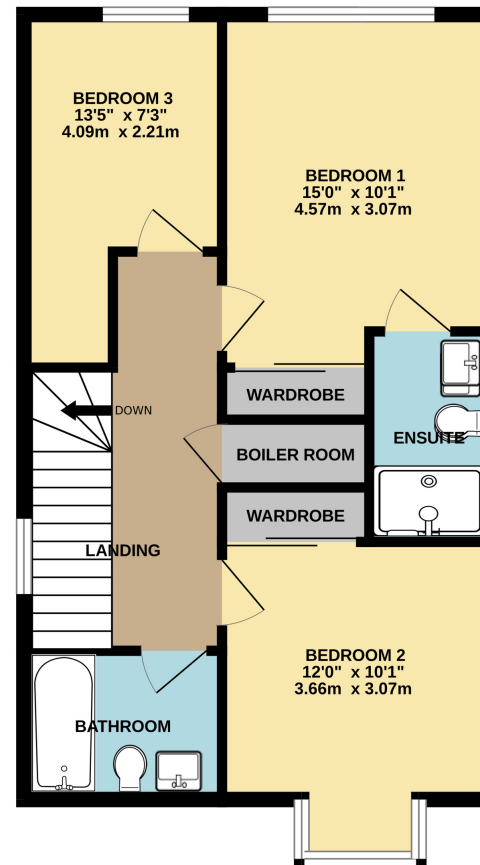 BEDROOM 3
13'5" x 7'3"
4.09m x 2.21m
BEDROOM 1
15'0" x 10'1"
4.57m x 3.07m
WARDROBE
DOWN
ENSUITE
BOILER ROOM
WARDROBE
LANDING
BEDROOM 2
12'0" x 10'1"
3.66m x 3.07m
BATHROOM